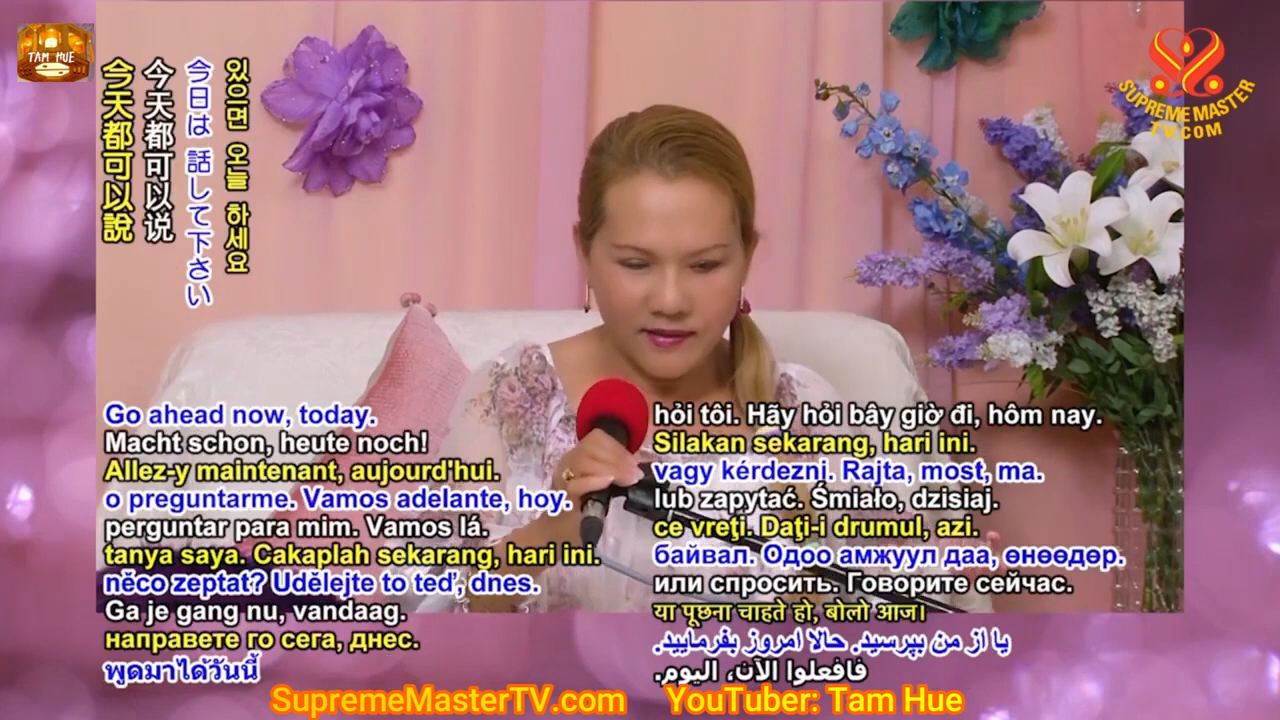 TAM HUE
SUPREME MASTER
TV.COM
있으면 오늘 하세요
今日は 話して下さい
今天都可以说
今天都可以說
Go ahead now, today.
Macht schon, heute noch!
Allez-y maintenant, aujourd'hui.
o preguntarme. Vamos adelante, hoy.
perguntar para mim. Vamos lá.
tanya saya. Cakaplah sekarang, hari ini.
něco zeptat? Udělejte to teď, dnes.
Ga je gang nu, vandaag.
направете го сега, днес.
พูดมาได้วันนี้
hỏi tôi. Hãy hỏi bây giờ đi, hôm nay.
Silakan sekarang, hari ini.
vagy kérdezni. Rajta, most, ma.
lub zapytać. Śmiało, dzisiaj.
ce vreţi. Daţi-i drumul, azi.
байвал. Одоо амжуул даа, өнөөдөр.
или спросить. Говорите сейчас.
या पूछना चाहते हो, बोलो आज।
یا از من بپرسید. حالا امروز بفرمایید.
فافعلوا الآن، اليوم.
SupremeMasterTV.com
YouTuber: Tam Hue